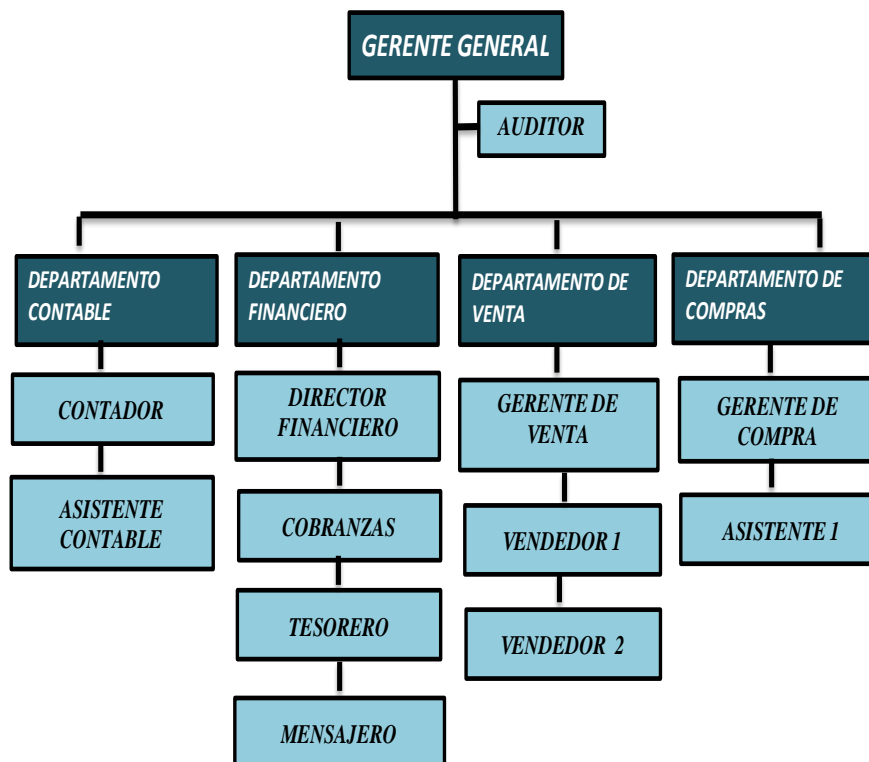 GERENTE GENERAL
AUDITOR
DEPARTAMENTO
CONTABLE
DEPARTAMENTO
FINANCIERO
DEPARTAMENTO DE
VENTA
DEPARTAMENTO DE
COMPRAS
CONTADOR
DIRECTOR
FINANCIERO
GERENTE DE
VENTA
GERENTE DE
COMPRA
ASISTENTE
CONTABLE
COBRANZAS
VENDEDOR 1
ASISTENTE 1
TESORERO
VENDEDOR 2
MENSAJERO